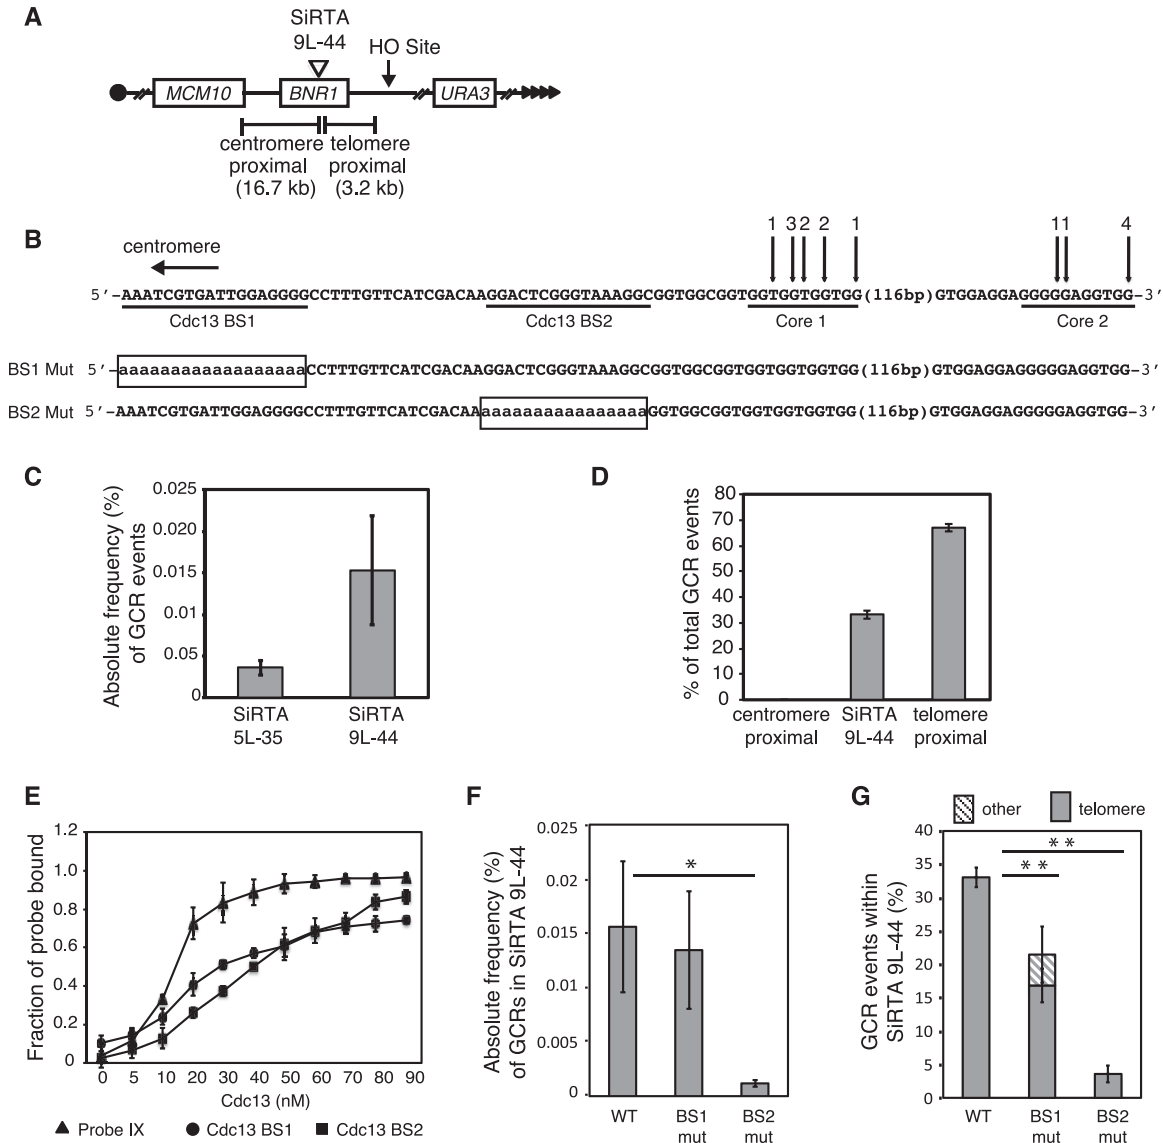 A
SiRTA
9L-44
HO Site
MCM10
BNR1
URA3
centromere
proximal
(16.7 kb)
telomere
proximal
(3.2 kb)
B
centromere
1 3 2 2 1 1 1 4
5′-AAATCGTGATTGGAGGGGCCTTTGTTCATCGACAAGGACTCGGGTAAAGGCGGTGGCGGTGGTGGTGGTGG(116bp)GTGGAGGAGGGGGAGGTGG-3′
Cdc13 BS1
Cdc13 BS2
Core 1
Core 2
BS1 Mut 5′-aaaaaaaaaaaaaaaaaaCCTTTGTTCATCGACAAGGACTCGGGTAAAGGCGGTGGCGGTGGTGGTGGTGG(116bp)GTGGAGGAGGGGGAGGTGG-3′
BS2 Mut 5′-AAATCGTGATTGGAGGGGCCTTTGTTCATCGACAAaaaaaaaaaaaaaaaaGGTGGCGGTGGTGGTGGTGG(116bp)GTGGAGGAGGGGGAGGTGG-3′
C
Absolute frequency (%)
of GCR events
0.025
0.020
0.015
0.01
0.05
0
SiRTA
5L-35
SiRTA
9L-44
D
% of total GCR events
80
70
60
50
40
30
20
10
0
centromere
proximal
SiRTA
9L-44
telomere
proximal
E
Fraction of probe bound
1.2
1.0
0.8
0.6
0.4
0.2
0
0 5 10 20 30 40 50 60 70 80 90
Cdc13 (nM)
Probe IX
Cdc13 BS1
Cdc13 BS2
F
Absolute frequency (%)
of GCRs in SiRTA 9L-44
0.025
0.02
0.015
0.01
0.005
0
*
WT
BS1
mut
BS2
mut
G
other
telomere
GCR events within
SiRTA 9L-44 (%)
40
35
30
25
20
15
10
5
0
* *
* *
WT
BS1
mut
BS2
mut